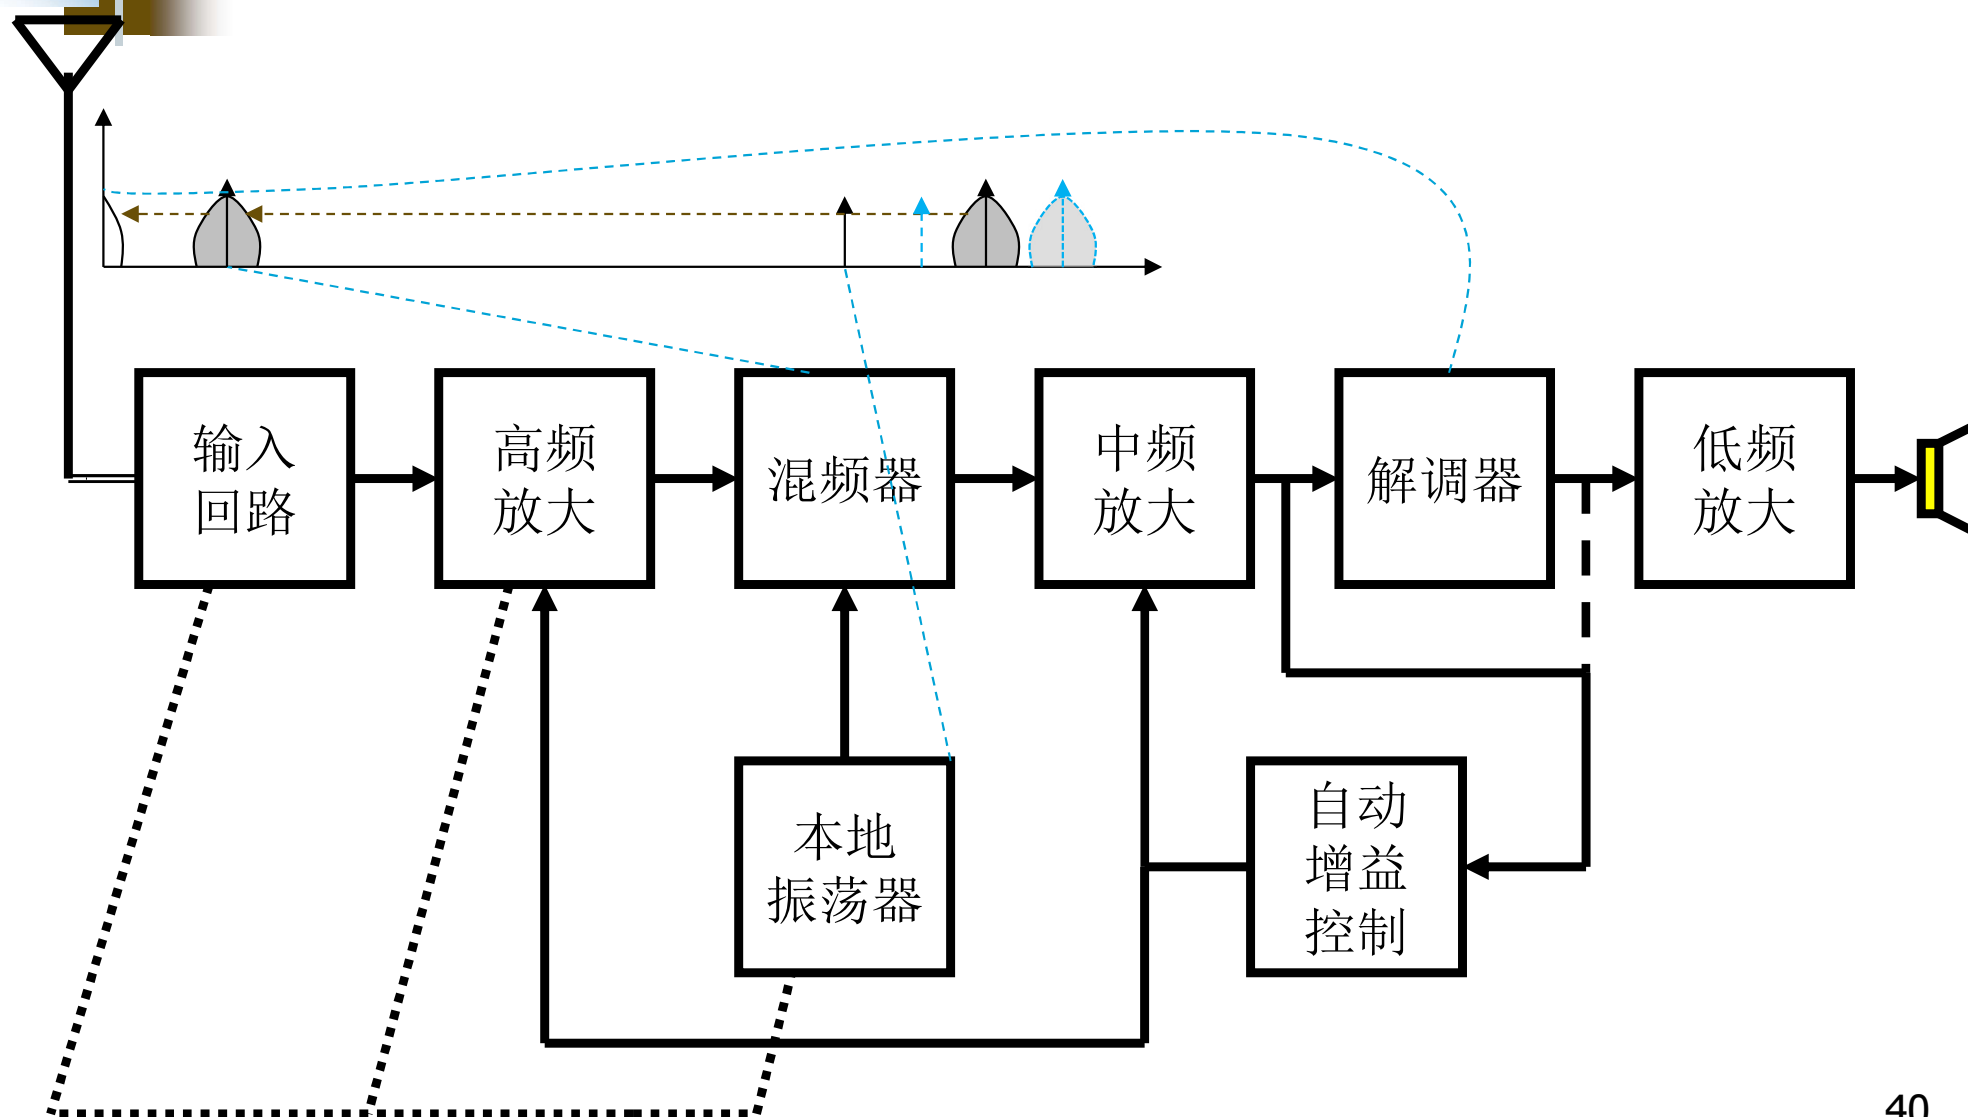 输入
回路
高频
放大
混频器
中频
放大
解调器
低频
放大
本地
振荡器
自动
增益
控制
40